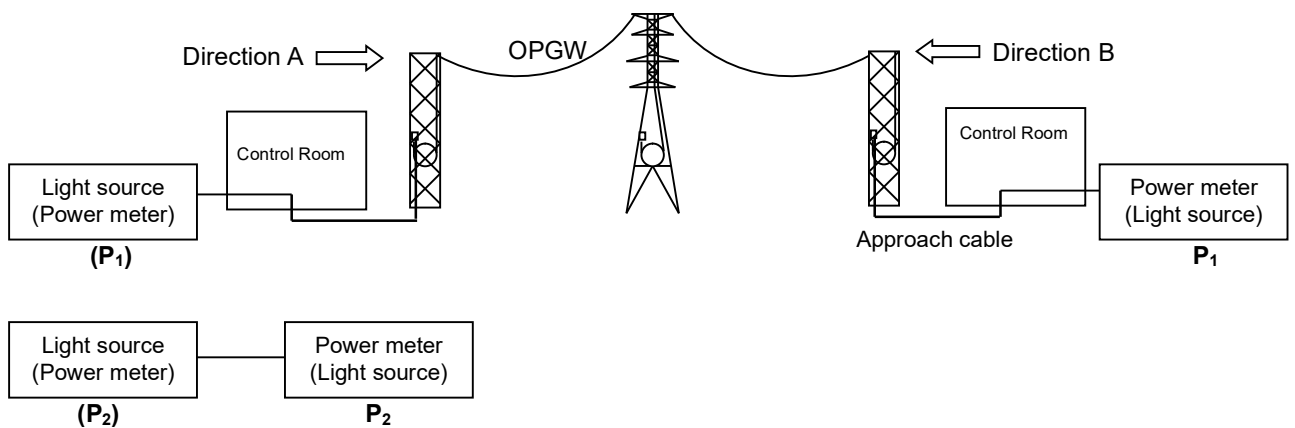 Direction A
OPGW
Direction B
Control Room
Control Room
Light source
(Power meter)
(P₁)
Power meter
(Light source)
P₁
Approach cable
Light source
(Power meter)
(P₂)
Power meter
(Light source)
P₂